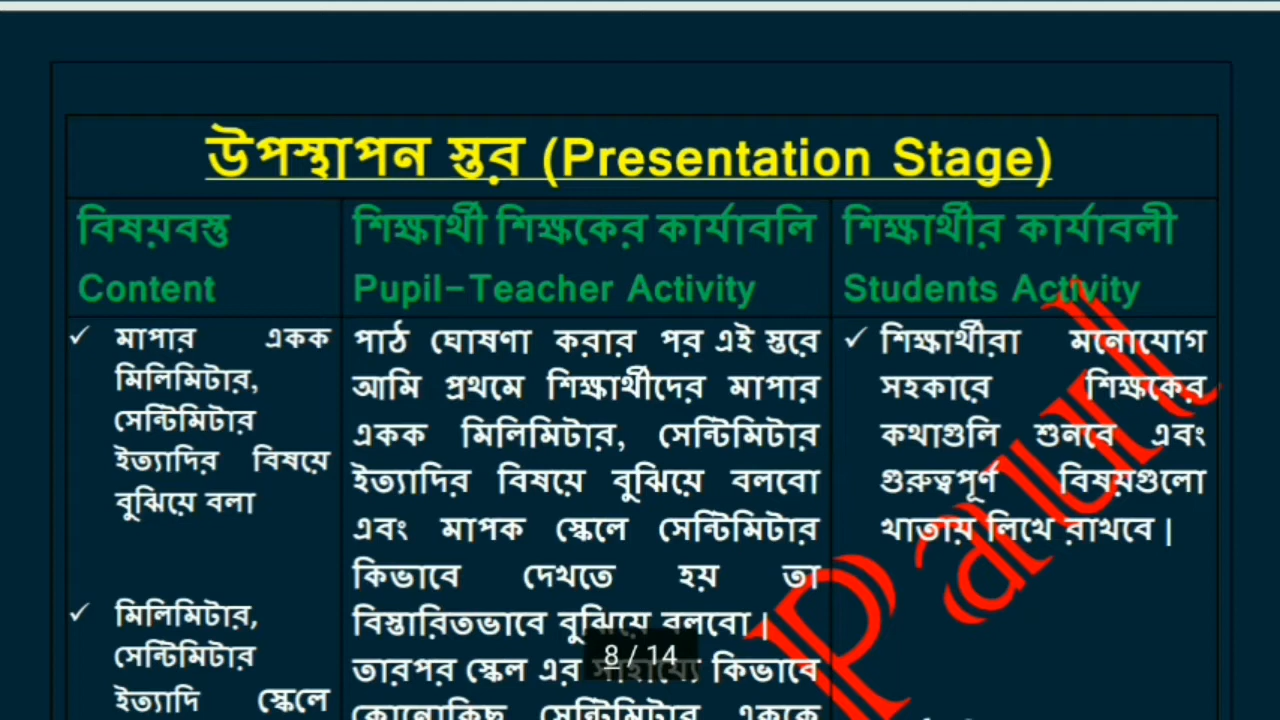 উপস্থাপন স্তর (Presentation Stage)
বিষয়বস্তু
Content
শিক্ষার্থী শিক্ষকের কার্যাবলি
Pupil-Teacher Activity
শিক্ষার্থীর কার্যাবলী
Students Activity
✓ মাপার একক
মিলিমিটার,
সেন্টিমিটার
ইত্যাদির বিষয়ে
বুঝিয়ে বলা
✓ মিলিমিটার,
সেন্টিমিটার
ইত্যাদি স্কেলে
পাঠ ঘোষণা করার পর এই স্তরে
আমি প্রথমে শিক্ষার্থীদের মাপার
একক মিলিমিটার, সেন্টিমিটার
ইত্যাদির বিষয়ে বুঝিয়ে বলবো
এবং মাপক স্কেলে সেন্টিমিটার
কিভাবে দেখতে হয় তা
বিস্তারিতভাবে বুঝিয়ে বলবো।
তারপর স্কেল এর সাহায্যে কিভাবে
কোনোকিছু সেন্টিমিটার এককে
✓ শিক্ষার্থীরা মনোযোগ
সহকারে শিক্ষকের
কথাগুলি শুনবে এবং
গুরুত্বপূর্ণ বিষয়গুলো
খাতায় লিখে রাখবে।
8 / 14